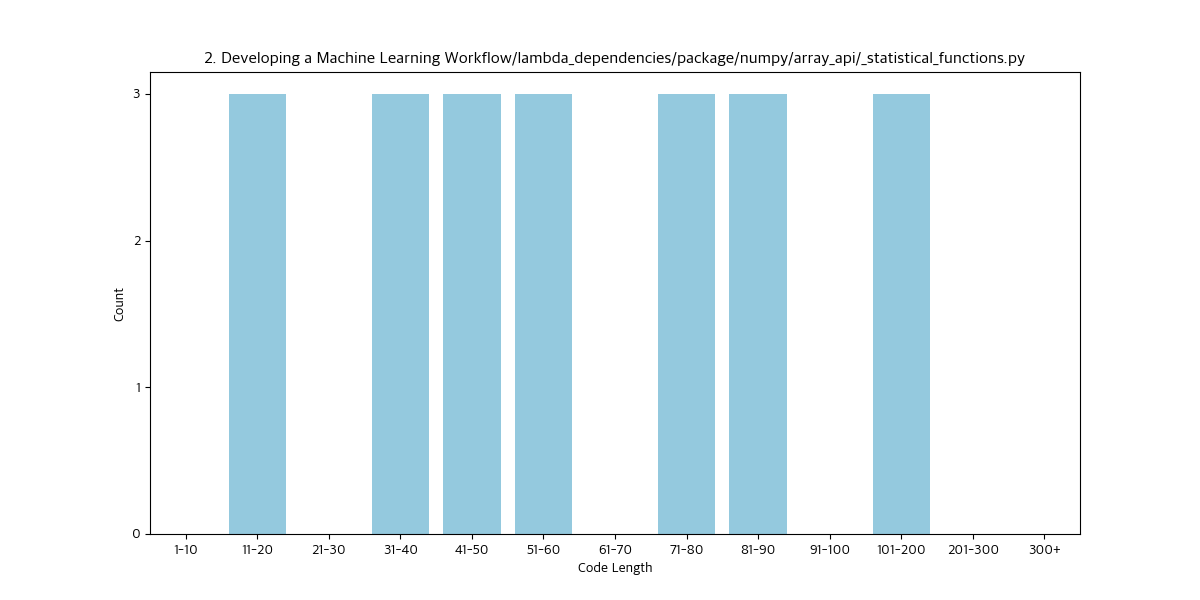 2. Developing a Machine Learning Workflow/lambda_dependencies/package/numpy/array_api/_statistical_functions.py
3
2
1
0
Count
1-10 11-20 21-30 31-40 41-50 51-60 61-70 71-80 81-90 91-100 101-200 201-300 300+
Code Length